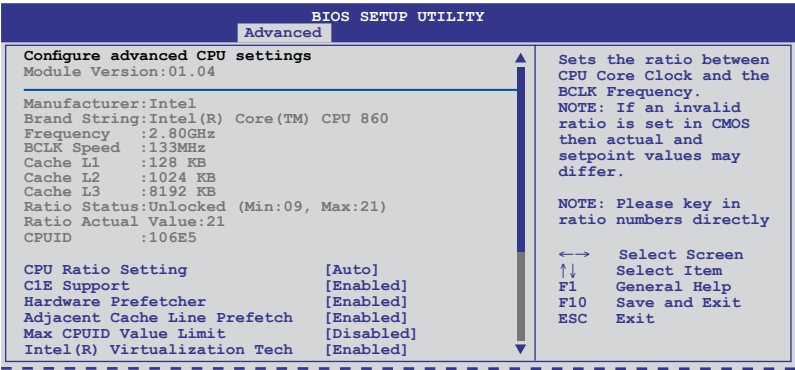 BIOS SETUP UTILITY
Advanced
Configure advanced CPU settings
Module Version:01.04
Manufacturer:Intel
Brand String:Intel(R) Core(TM) CPU 860
Frequency :2.80GHz
BCLK Speed :133MHz
Cache L1 :128 KB
Cache L2 :1024 KB
Cache L3 :8192 KB
Ratio Status:Unlocked (Min:09, Max:21)
Ratio Actual Value:21
CPUID :106E5
CPU Ratio Setting [Auto]
C1E Support [Enabled]
Hardware Prefetcher [Enabled]
Adjacent Cache Line Prefetch [Enabled]
Max CPUID Value Limit [Disabled]
Intel(R) Virtualization Tech [Enabled]
Sets the ratio between
CPU Core Clock and the
BCLK Frequency.
NOTE: If an invalid
ratio is set in CMOS
then actual and
setpoint values may
differ.
NOTE: Please key in
ratio numbers directly
←→ Select Screen
↑↓ Select Item
F1 General Help
F10 Save and Exit
ESC Exit